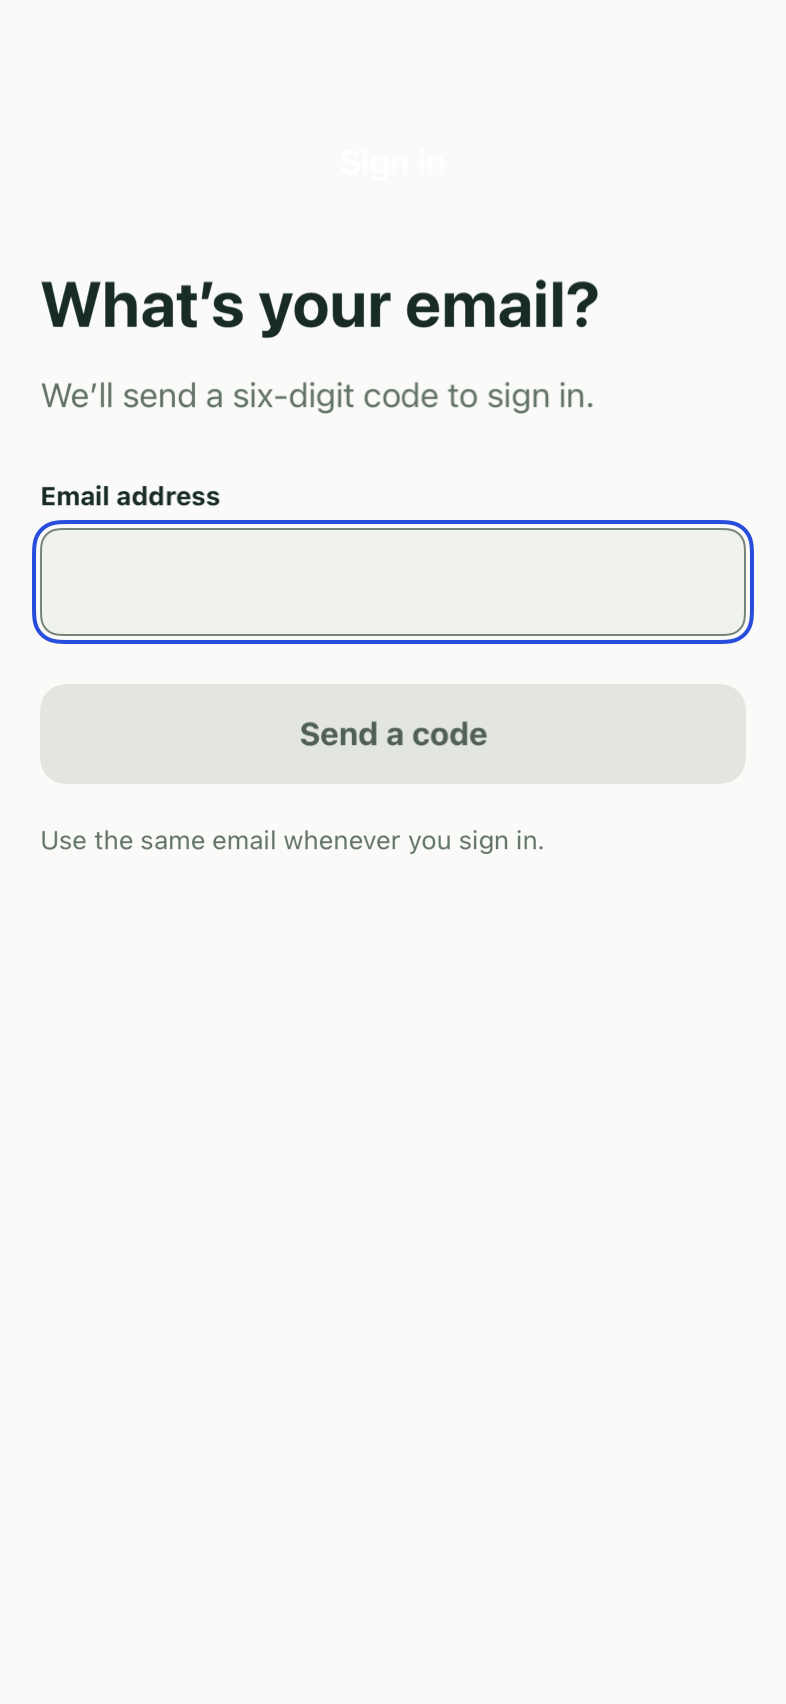 Sign in
What’s your email?
We’ll send a six-digit code to sign in.
Email address
Send a code
Use the same email whenever you sign in.